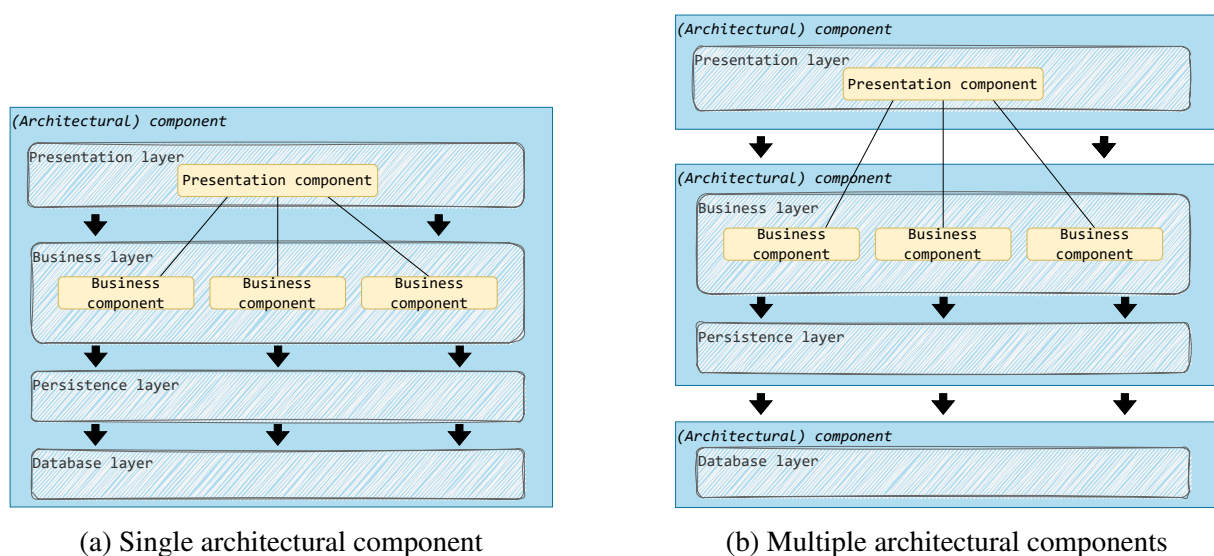 (Architectural) component
Presentation layer
Presentation component
Business layer
Business
component
Business
component
Business
component
Persistence layer
Database layer
(a) Single architectural component
(Architectural) component
Presentation layer
Presentation component
(Architectural) component
Business layer
Business
component
Business
component
Business
component
Persistence layer
(Architectural) component
Database layer
(b) Multiple architectural components